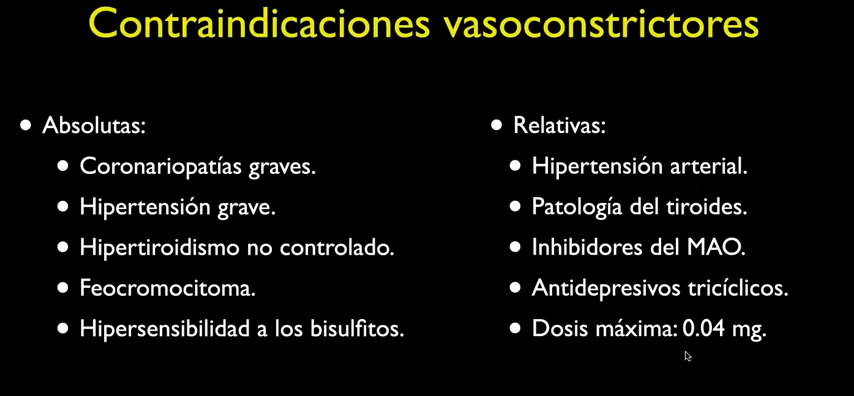 Contraindicaciones vasoconstrictores
• Absolutas:
• Coronariopatías graves.
• Hipertensión grave.
• Hipertiroidismo no controlado.
• Feocromocitoma.
• Hipersensibilidad a los bisulfitos.
• Relativas:
• Hipertensión arterial.
• Patología del tiroides.
• Inhibidores del MAO.
• Antidepresivos tricíclicos.
• Dosis máxima: 0.04 mg.